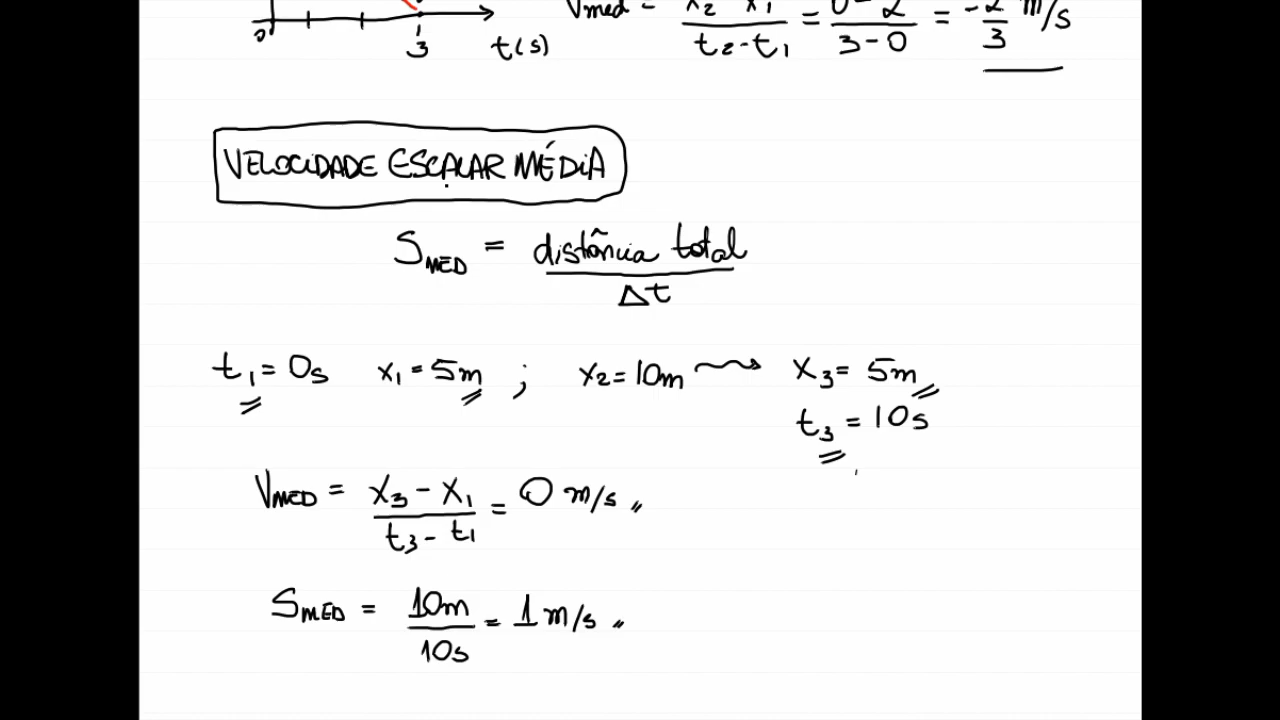 Vmed = x2 - x1 / t2 - t1 = 0 - 2 / 3 - 0 = -2/3 m/s
0 3 t(s)
VELOCIDADE ESCALAR MÉDIA
SMED = distância total / Δt
t1 = 0s x1 = 5m ; x2 = 10m x3 = 5m
t3 = 10s
VMED = x3 - x1 / t3 - t1 = 0 m/s
SMED = 10m / 10s = 1 m/s